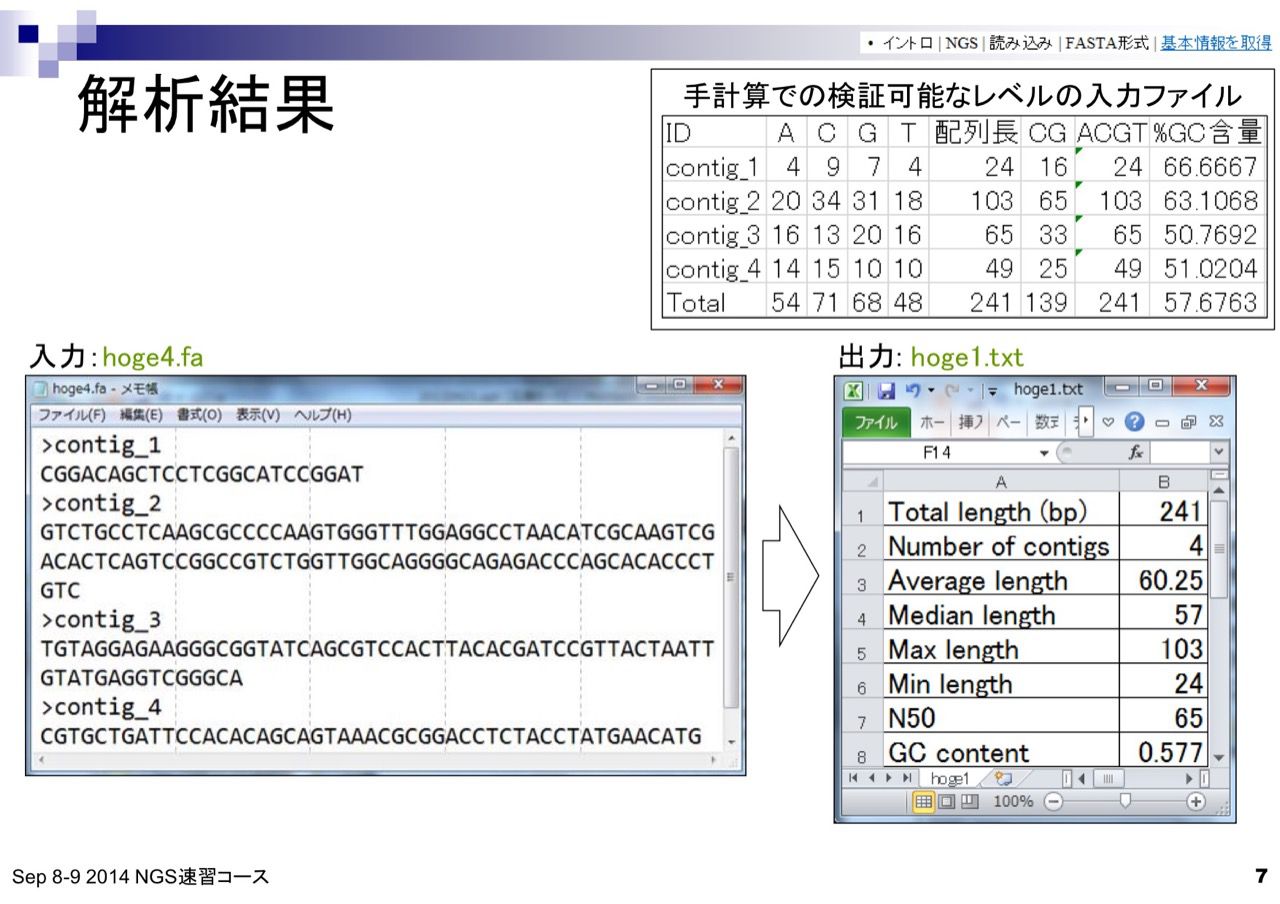 • イントロ | NGS | 読み込み | FASTA形式 | 基本情報を取得
解析結果
手計算での検証可能なレベルの入力ファイル
ID A C G T 配列長 CG ACGT %GC含量
contig_1 4 9 7 4 24 16 24 66.6667
contig_2 20 34 31 18 103 65 103 63.1068
contig_3 16 13 20 16 65 33 65 50.7692
contig_4 14 15 10 10 49 25 49 51.0204
Total 54 71 68 48 241 139 241 57.6763
入力：hoge4.fa
hoge4.fa - メモ帳
ファイル(F) 編集(E) 書式(O) 表示(V) ヘルプ(H)
>contig_1
CGGACAGCTCCTCGGCATCCGGAT
>contig_2
GTCTGCCTCAAGCGCCCCAAGTGGGTTTGGAGGCCTAACATCGCAAGTCG
ACACTCAGTCCGGCCGTCTGGTTGGCAGGGGCAGAGACCCAGCACACCCT
GTC
>contig_3
TGTAGGAGAAGGGCGGTATCAGCGTCCACTTACACGATCCGTTACTAATT
GTATGAGGTCGGGCA
>contig_4
CGTGCTGATTCCACACAGCAGTAAACGCGGACCTCTACCTATGAACATG
出力: hoge1.txt
hoge1.txt
ファイル ホー 挿入 ペー 数式
F14 fx
A B
1 Total length (bp) 241
2 Number of contigs 4
3 Average length 60.25
4 Median length 57
5 Max length 103
6 Min length 24
7 N50 65
8 GC content 0.577
hoge1
100%
Sep 8-9 2014 NGS速習コース
7